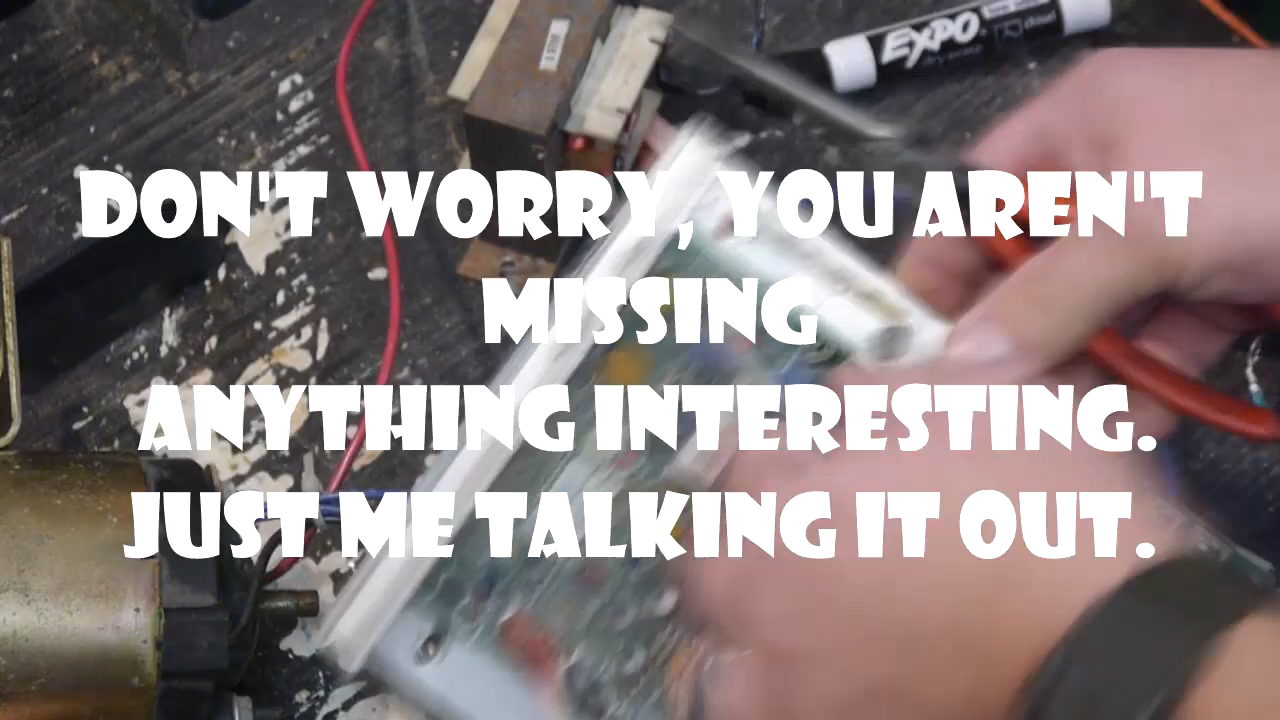 EXPO
DON'T WORRY, YOU AREN'T
MISSING
ANYTHING INTERESTING.
JUST ME TALKING IT OUT.